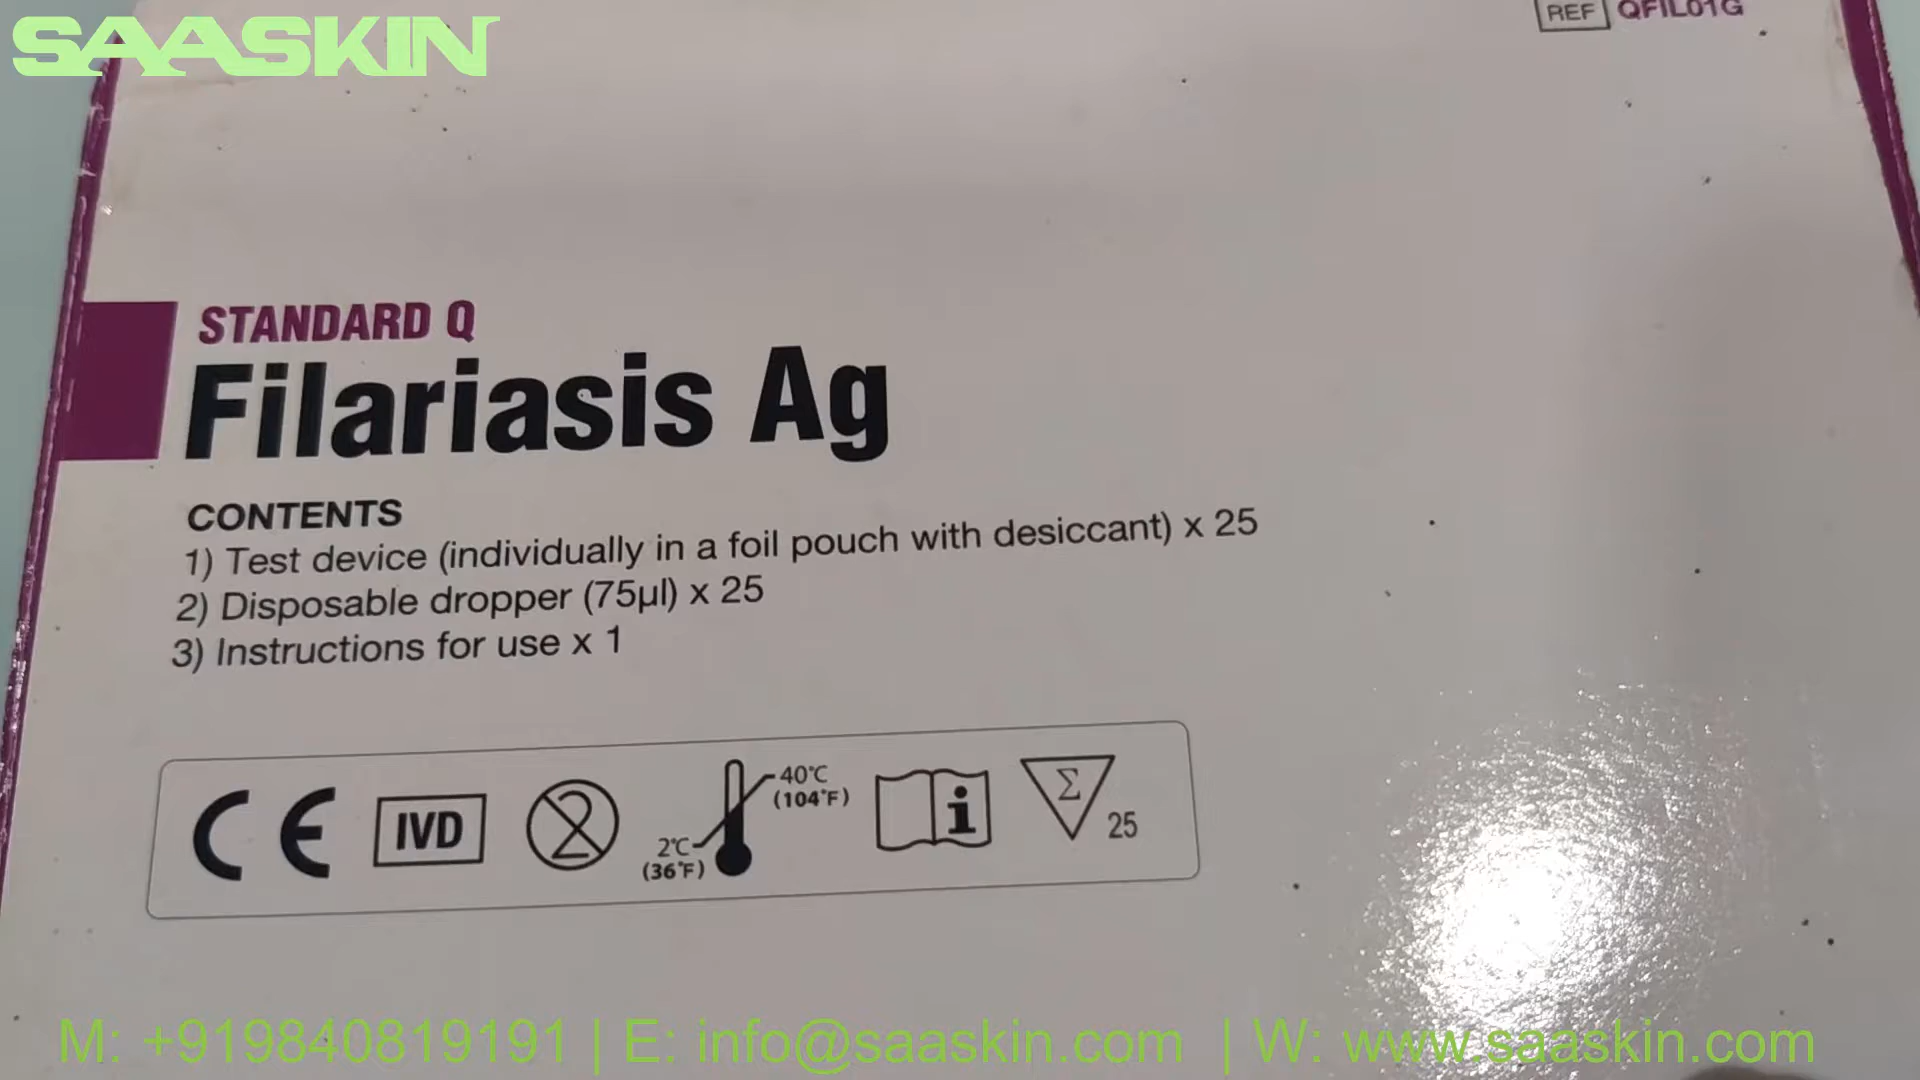 SAASKIN
REF QFIL01G
STANDARD Q
Filariasis Ag
CONTENTS
1) Test device (individually in a foil pouch with desiccant) x 25
2) Disposable dropper (75µl) x 25
3) Instructions for use x 1
CE IVD 2 2℃ (36℉) 40℃ (104℉) i Σ 25
M: +919840819191 | E: info@saaskin.com | W: www.saaskin.com